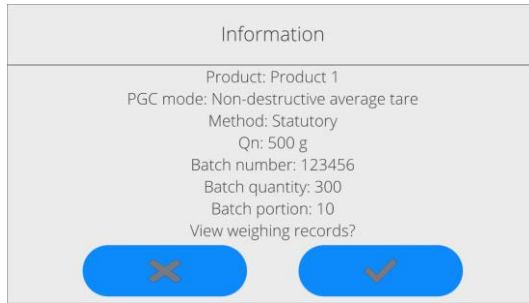 Information
Product: Product 1
PGC mode: Non-destructive average tare
Method: Statutory
Qn: 500 g
Batch number: 123456
Batch quantity: 300
Batch portion: 10
View weighing records?